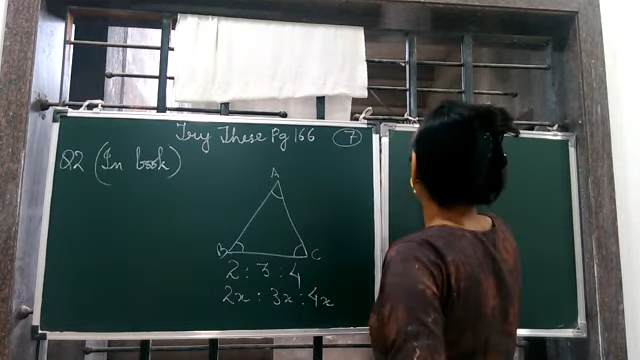 Try These Pg 166 7
Q2 (In book)
A
B C
2 : 3 : 4
2x : 3x : 4x